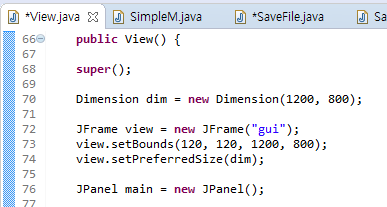 *View.java SimpleM.java *SaveFile.java Sa
66 public View() {
67
68 super();
69
70 Dimension dim = new Dimension(1200, 800);
71
72 JFrame view = new JFrame("gui");
73 view.setBounds(120, 120, 1200, 800);
74 view.setPreferredSize(dim);
75
76 JPanel main = new JPanel();